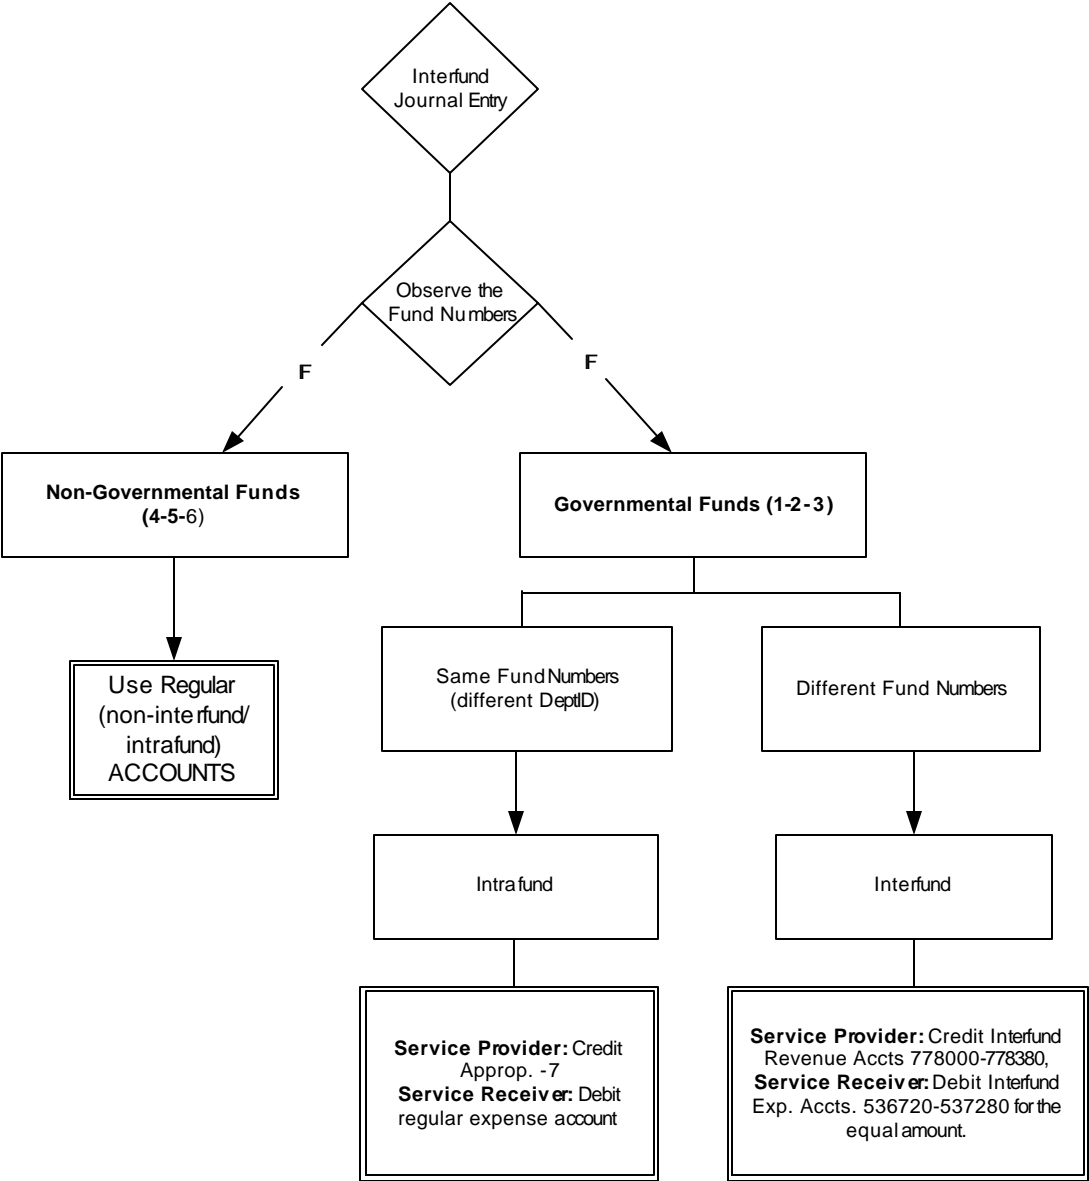 Interfund
Journal Entry
Observe the
Fund Numbers
IF
IF
Non-Governmental Funds
(4-5-6)
Governmental Funds (1-2-3)
Same Fund Numbers
(different DeptID)
Different Fund Numbers
Use Regular
(non-interfund/
intrafund)
ACCOUNTS
Intrafund
Interfund
Service Provider: Credit
Approp. -7
Service Receiver: Debit
regular expense account
Service Provider: Credit Interfund
Revenue Accts 778000-778380,
Service Receiver: Debit Interfund
Exp. Accts. 536720-537280 for the
equal amount.